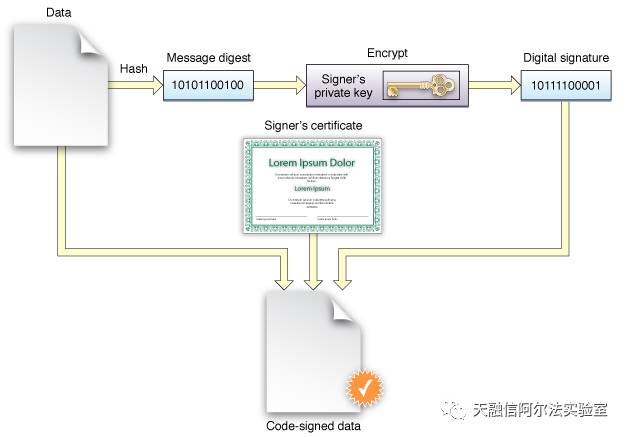 Data
Hash
Message digest
10101100100
Encrypt
Signer's
private key
Digital signature
10111100001
Signer's certificate
Lorem Ipsum Dolor
Lorem Ipsum
Code-signed data
天融信阿尔法实验室